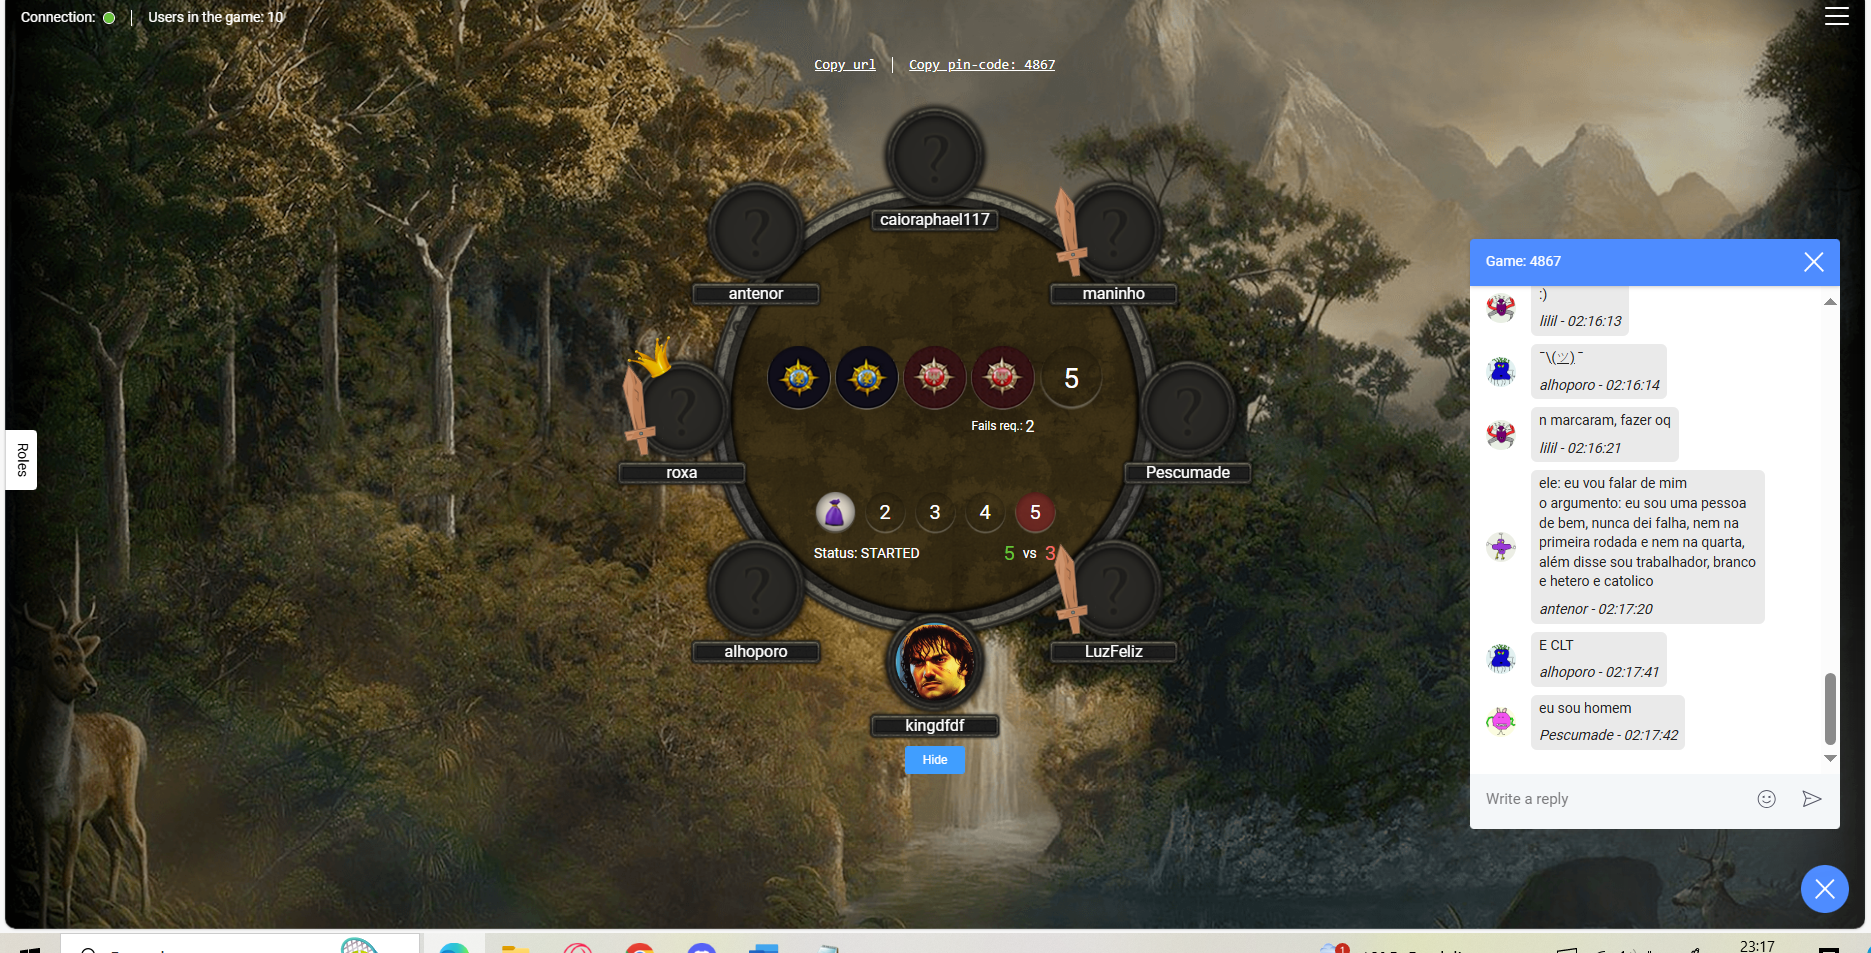 Connection:
Users in the game: 10
Copy url
Copy pin-code: 4867
caioraphael117
antenor
maninho
roxa
Pescumade
5
Fails req.: 2
2
3
4
5
Status: STARTED
5 vs 3
alhoporo
LuzFeliz
kingdfdf
Hide
Roles
Game: 4867
:)
lilil - 02:16:13
¯\(ツ)¯
alhoporo - 02:16:14
n marcaram, fazer oq
lilil - 02:16:21
ele: eu vou falar de mim
o argumento: eu sou uma pessoa
de bem, nunca dei falha, nem na
primeira rodada e nem na quarta,
além disse sou trabalhador, branco
e hetero e catolico
antenor - 02:17:20
E CLT
alhoporo - 02:17:41
eu sou homem
Pescumade - 02:17:42
Write a reply
1
23:17